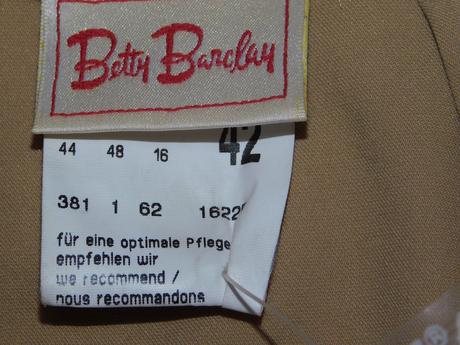 Betty Barclay
42
44 48 16
381 1 62
für eine optimale Pflege
empfehlen wir
we recommend /
nous recommandons
®